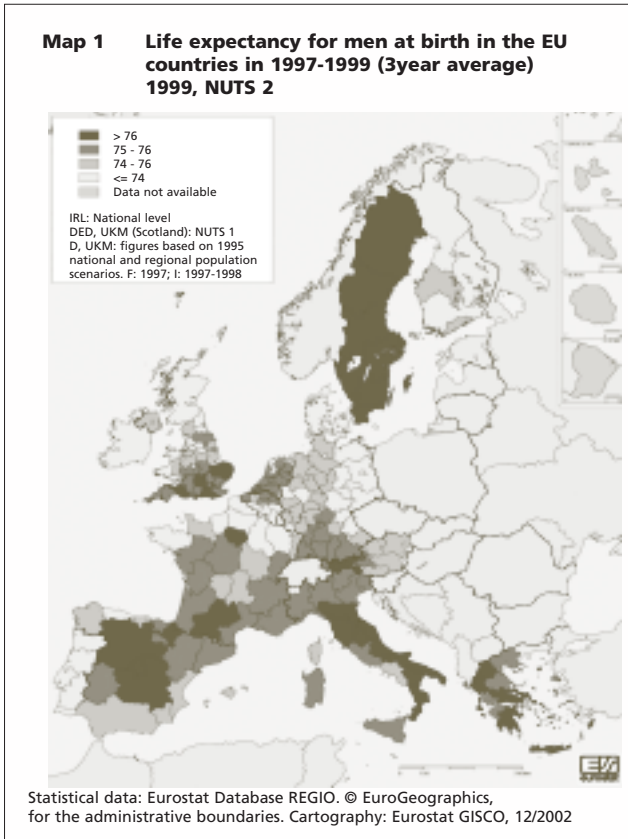 Map 1 Life expectancy for men at birth in the EU
countries in 1997-1999 (3year average)
1999, NUTS 2
> 76
75 - 76
74 - 76
<= 74
Data not available
IRL: National level
DED, UKM (Scotland): NUTS 1
D, UKM: figures based on 1995
national and regional population
scenarios. F: 1997; I: 1997-1998
Statistical data: Eurostat Database REGIO. © EuroGeographics,
for the administrative boundaries. Cartography: Eurostat GISCO, 12/2002